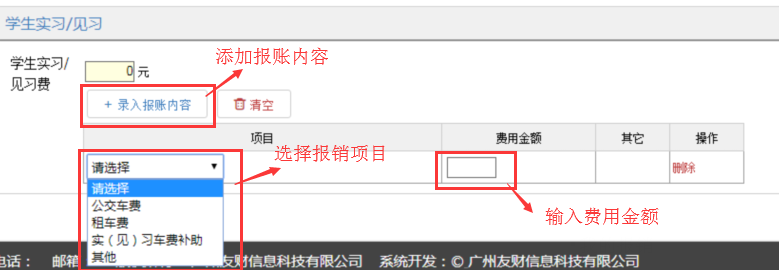 学生实习/见习
添加报账内容
学生实习/
见习费
0 元
+ 录入报账内容 清空
项目 费用金额 其它 操作
选择报销项目
请选择 删除
请选择
公交车费
租车费
输入费用金额
实（见）习车费补助
其他
电话： 邮箱 广州友财信息科技有限公司 系统开发：© 广州友财信息科技有限公司